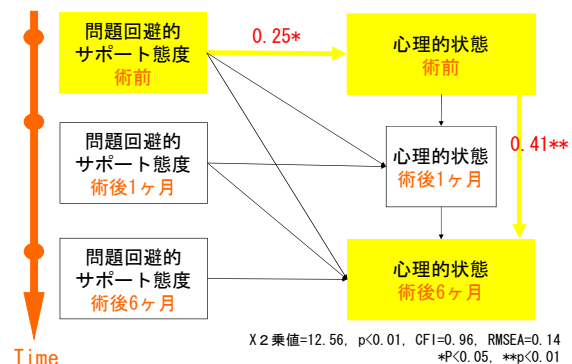 問題回避的
サポート態度
術前
0.25*
心理的状態
術前
問題回避的
サポート態度
術後1ヶ月
心理的状態
術後1ヶ月
0.41**
問題回避的
サポート態度
術後6ヶ月
心理的状態
術後6ヶ月
Time
X２乗値=12.56, p<0.01, CFI=0.96, RMSEA=0.14
*P<0.05, **p<0.01